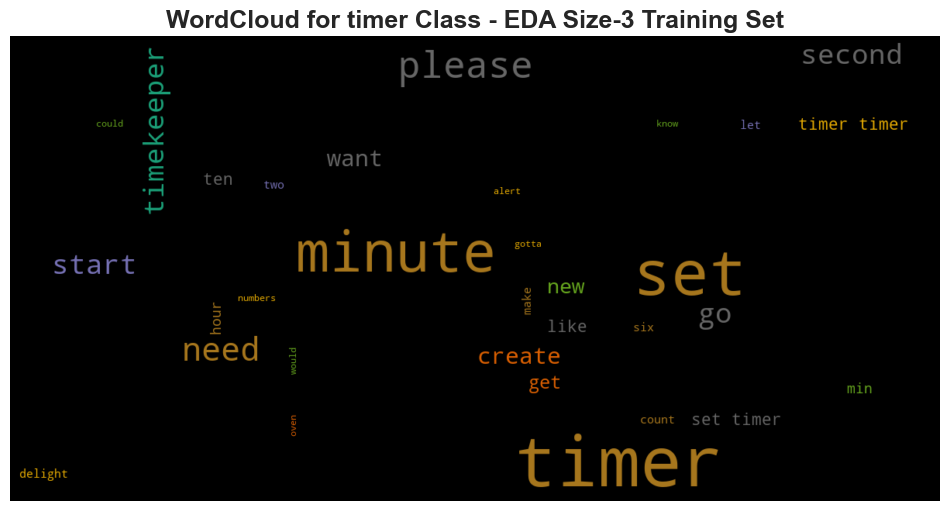 WordCloud for timer Class - EDA Size-3 Training Set
please
second
timekeeper
could
know
let
timer timer
want
ten
two
alert
minute
gotta
start
set
new
make
numbers
hour
go
like
six
need
would
create
get
min
oven
count
set timer
timer
delight